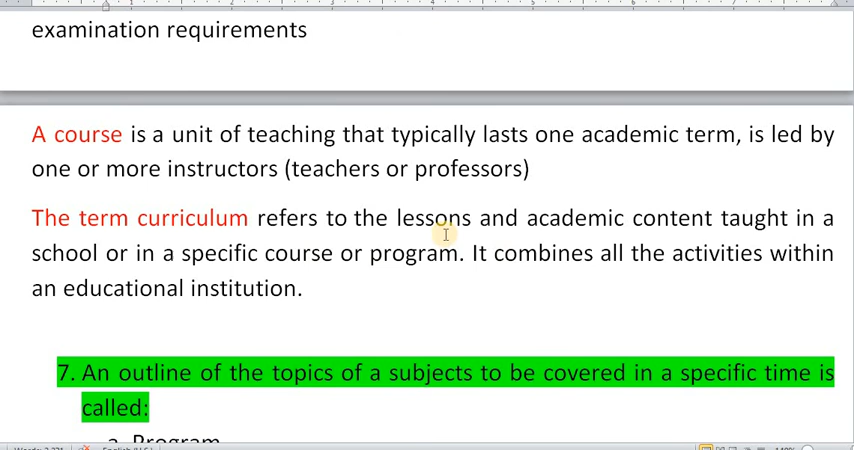 examination requirements
A course is a unit of teaching that typically lasts one academic term, is led by
one or more instructors (teachers or professors)
The term curriculum refers to the lessons and academic content taught in a
school or in a specific course or program. It combines all the activities within
an educational institution.
7. An outline of the topics of a subjects to be covered in a specific time is
called:
a. Program